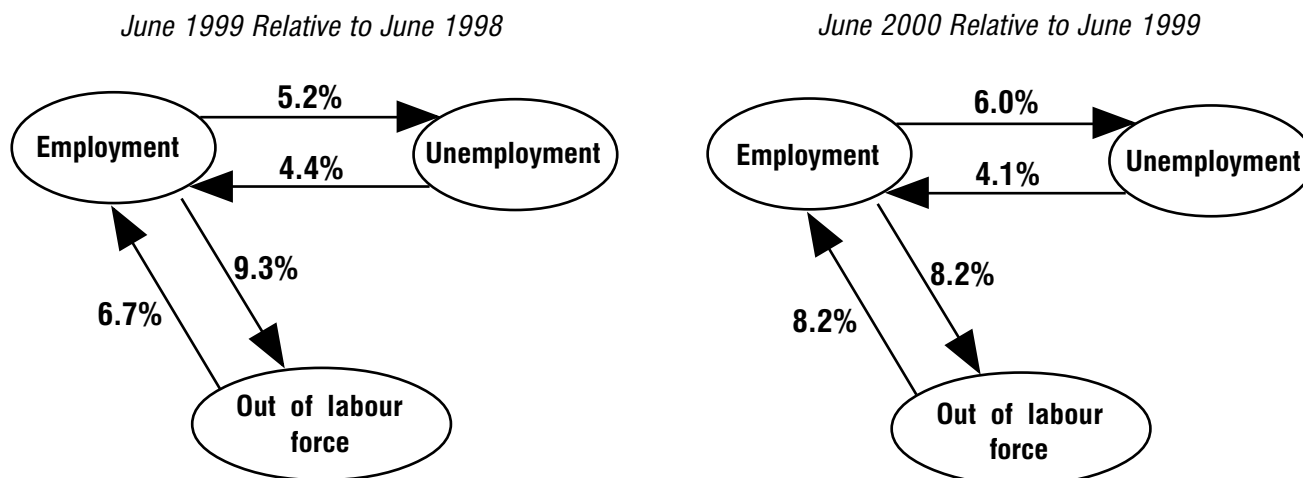 June 1999 Relative to June 1998
5.2%
Employment
Unemployment
4.4%
9.3%
6.7%
Out of labour
force
June 2000 Relative to June 1999
6.0%
Employment
Unemployment
4.1%
8.2%
8.2%
Out of labour
force